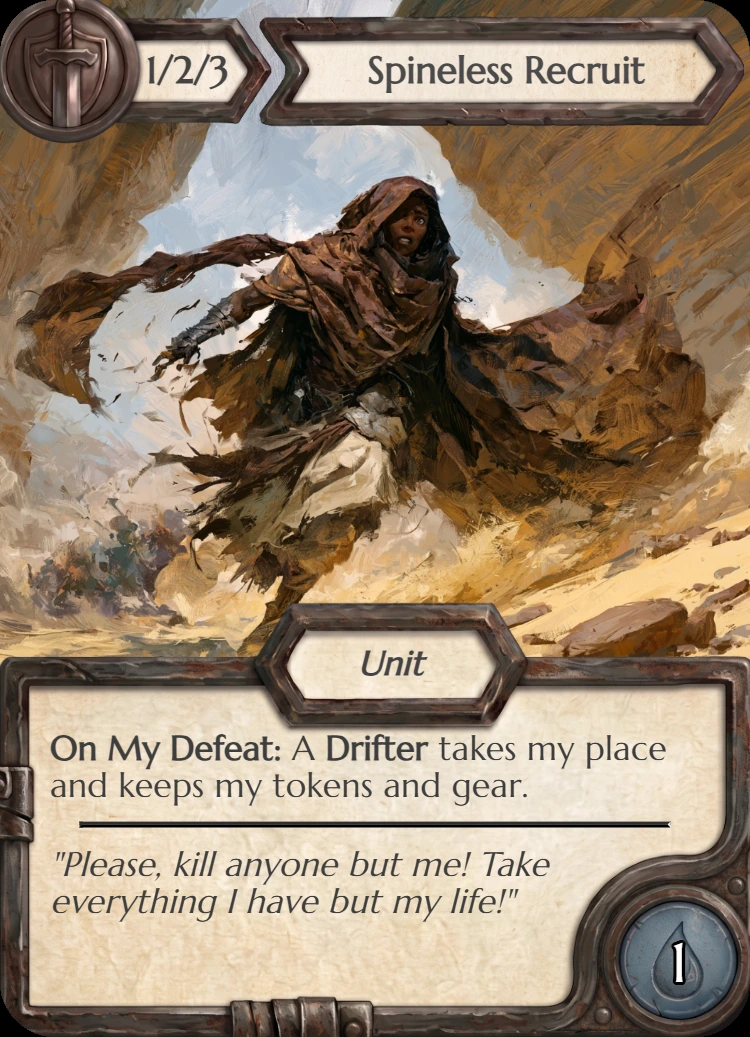 1/2/3
Spineless Recruit
Unit
On My Defeat: A Drifter takes my place
and keeps my tokens and gear.
"Please, kill anyone but me! Take
everything I have but my life!"
1